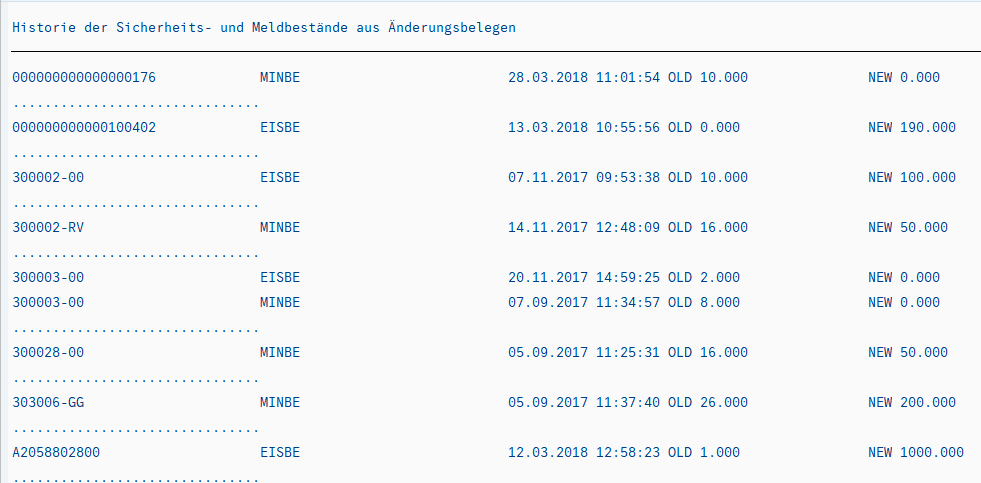 Historie der Sicherheits- und Meldbestände aus Änderungsbelegen
000000000000000176 MINBE 28.03.2018 11:01:54 OLD 10.000 NEW 0.000
...............................
000000000000100402 EISBE 13.03.2018 10:55:56 OLD 0.000 NEW 190.000
...............................
300002-00 EISBE 07.11.2017 09:53:38 OLD 10.000 NEW 100.000
...............................
300002-RV MINBE 14.11.2017 12:48:09 OLD 16.000 NEW 50.000
...............................
300003-00 EISBE 20.11.2017 14:59:25 OLD 2.000 NEW 0.000
300003-00 MINBE 07.09.2017 11:34:57 OLD 8.000 NEW 0.000
...............................
300028-00 MINBE 05.09.2017 11:25:31 OLD 16.000 NEW 50.000
...............................
303006-GG MINBE 05.09.2017 11:37:40 OLD 26.000 NEW 200.000
...............................
A2058802800 EISBE 12.03.2018 12:58:23 OLD 1.000 NEW 1000.000
...............................